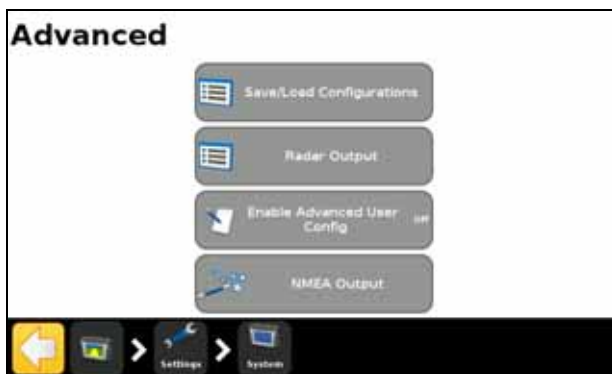 Advanced
Save/Load Configurations
Radar Output
Enable Advanced User
Config
Off
NMEA Output
Settings
System